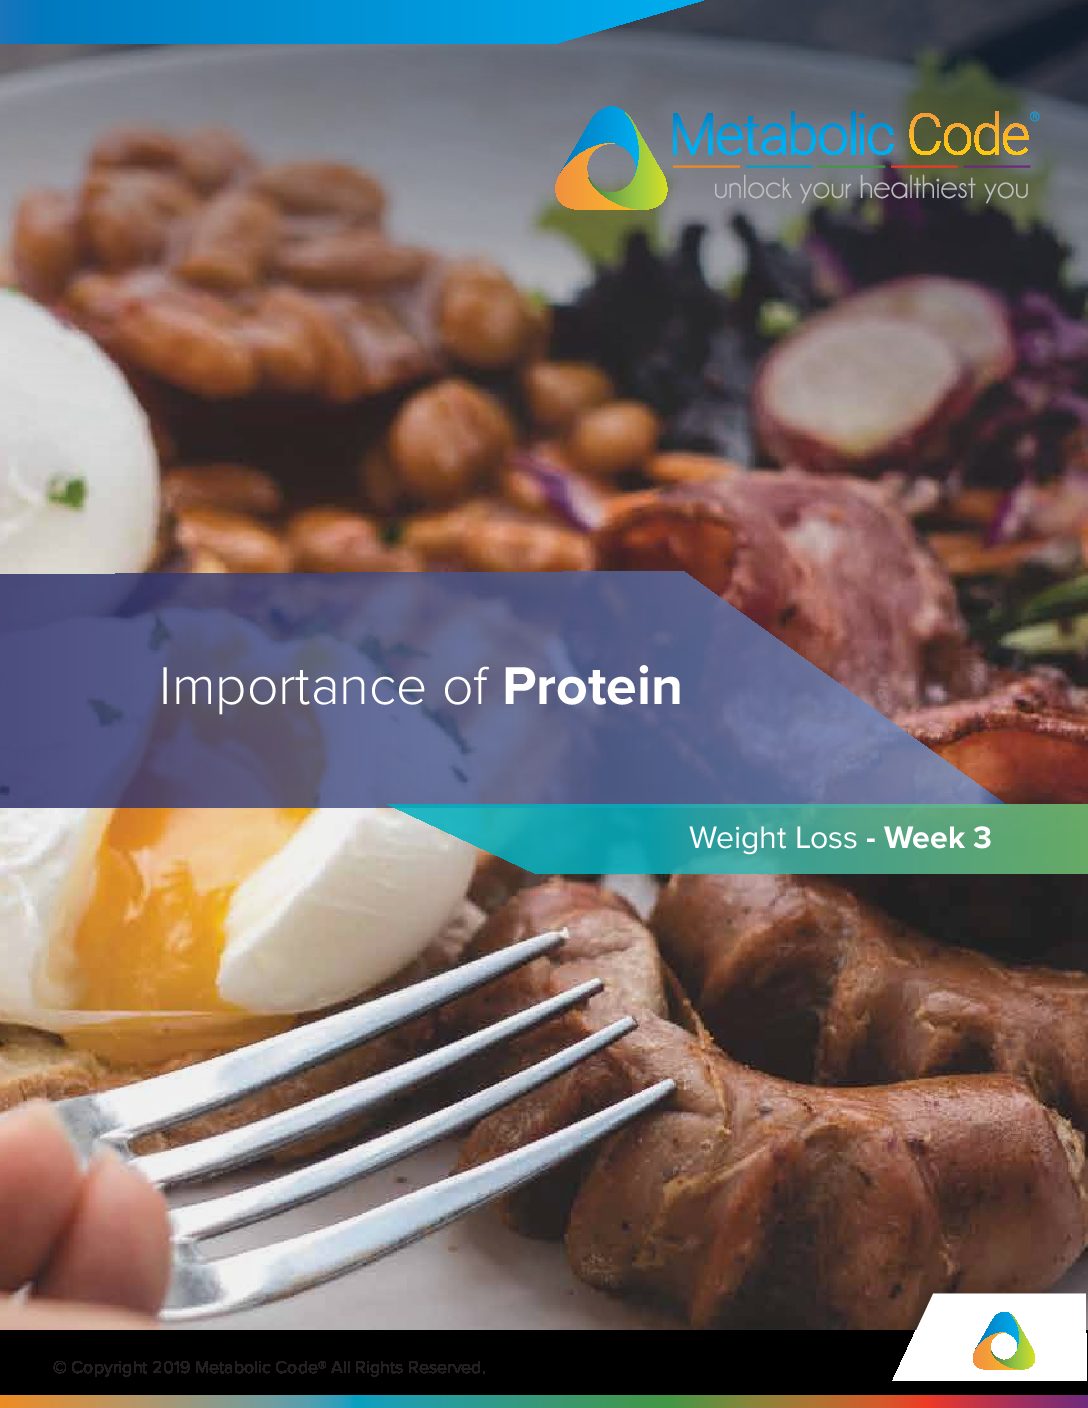 Metabolic Code®
unlock your healthiest you
Importance of Protein
Weight Loss - Week 3
© Copyright 2019 Metabolic Code® All Rights Reserved.